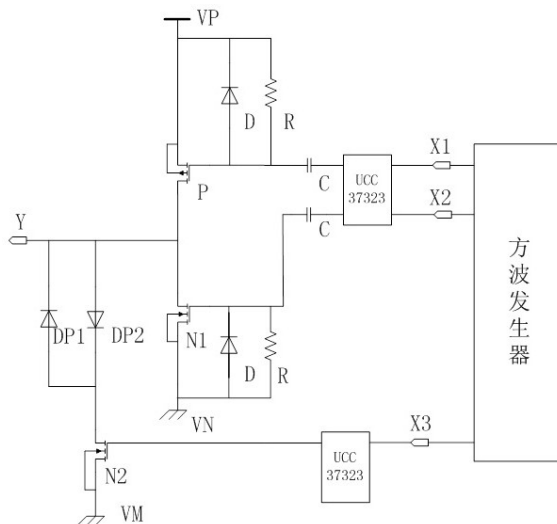 VP
D
R
X1
C
UCC
37323
P
X2
C
Y
方波发生器
DP1
DP2
N1
D
R
VN
X3
UCC
37323
N2
VM